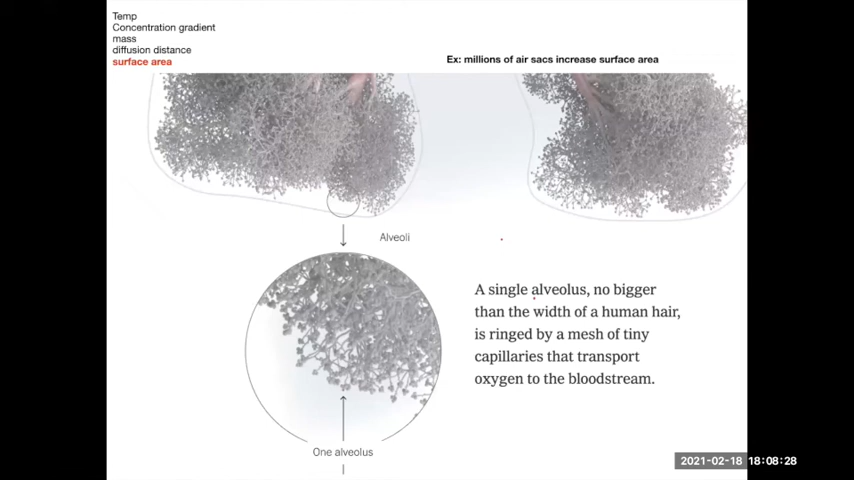 Temp
Concentration gradient
mass
diffusion distance
surface area
Ex: millions of air sacs increase surface area
Alveoli
A single alveolus, no bigger
than the width of a human hair,
is ringed by a mesh of tiny
capillaries that transport
oxygen to the bloodstream.
One alveolus
2021-02-18 18:08:28